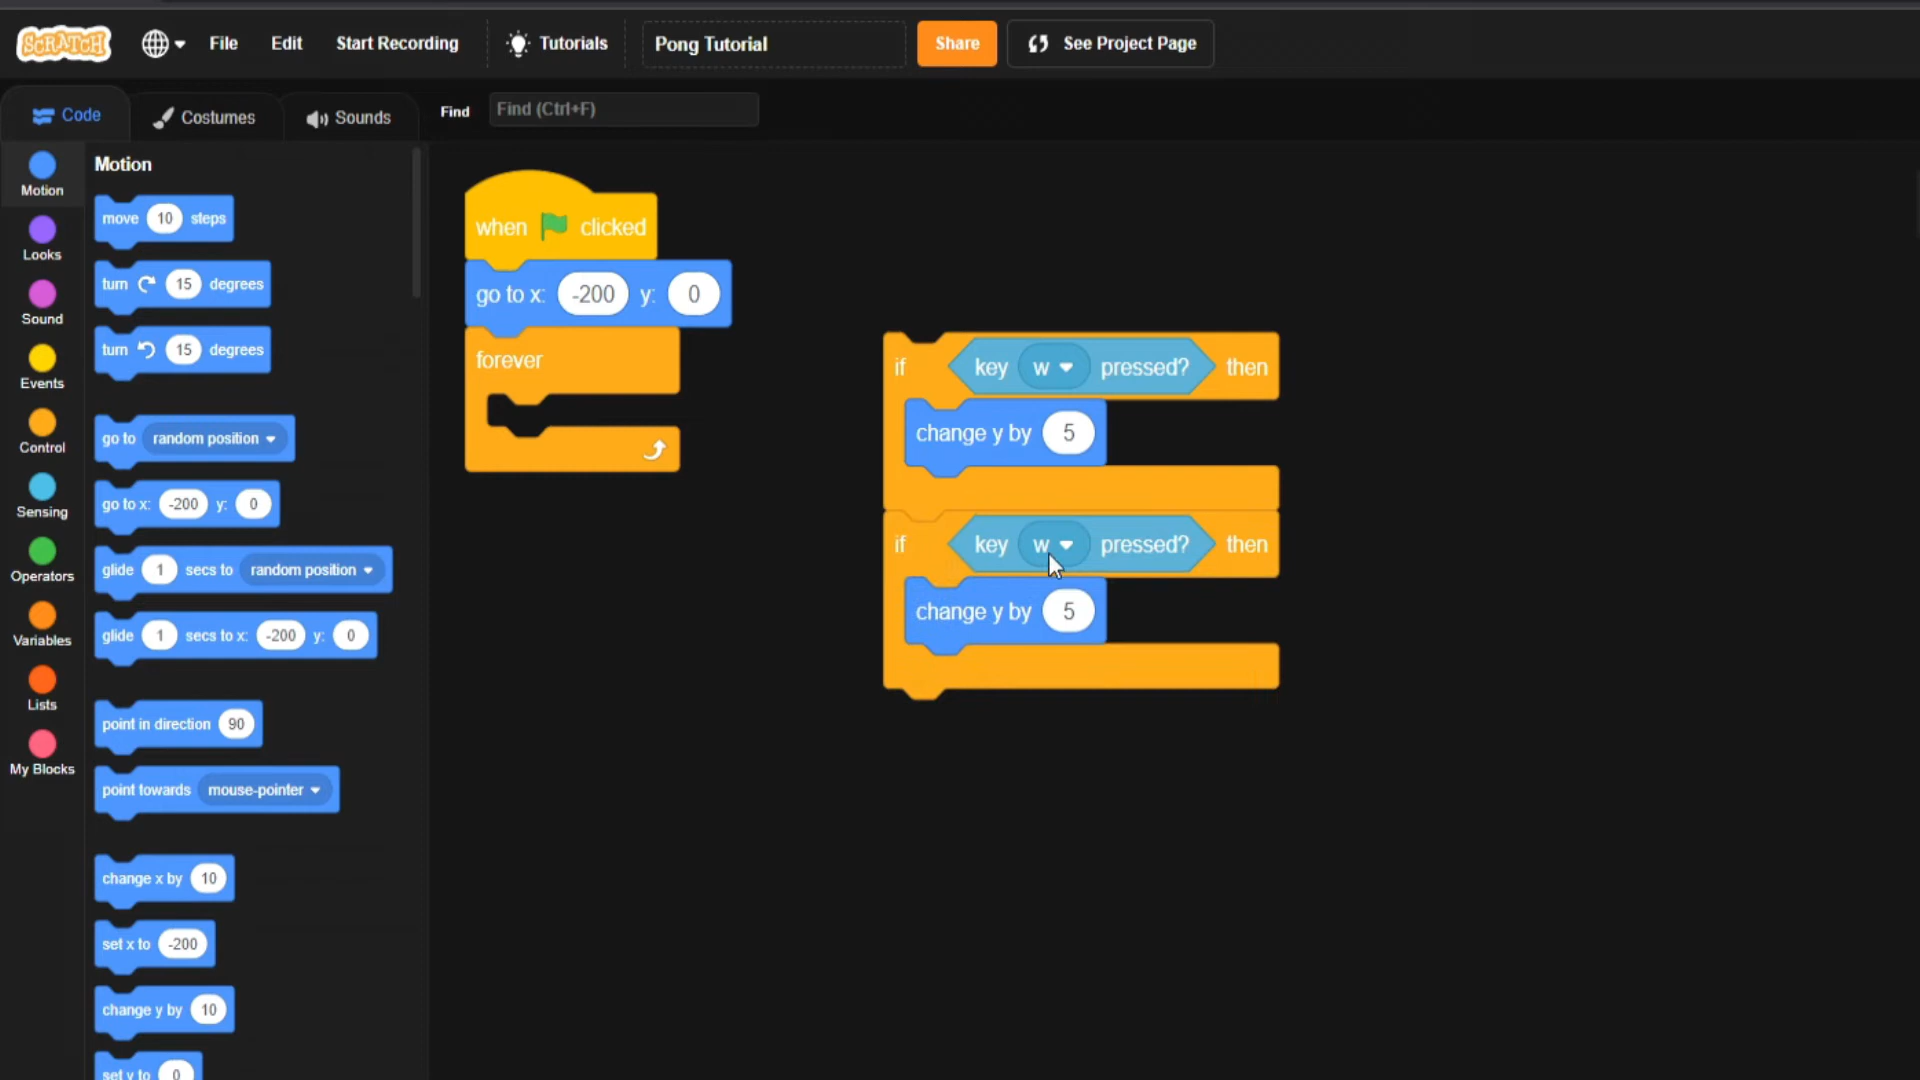 SCRATCH File Edit Start Recording Tutorials Pong Tutorial Share See Project Page
Code Costumes Sounds Find Find (Ctrl+F)
Motion
Looks
Sound
Events
Control
Sensing
Operators
Variables
Lists
My Blocks
Motion
move 10 steps
turn 15 degrees
turn 15 degrees
go to random position
go to x: -200 y: 0
glide 1 secs to random position
glide 1 secs to x: -200 y: 0
point in direction 90
point towards mouse-pointer
change x by 10
set x to -200
change y by 10
set y to 0
when clicked
go to x: -200 y: 0
forever
if key w pressed? then
change y by 5
if key w pressed? then
change y by 5